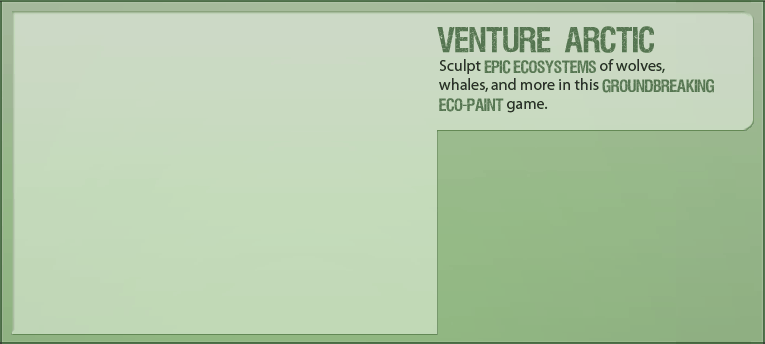 VENTURE ARCTIC
Sculpt EPIC ECOSYSTEMS of wolves,
whales, and more in this GROUNDBREAKING
ECO-PAINT game.